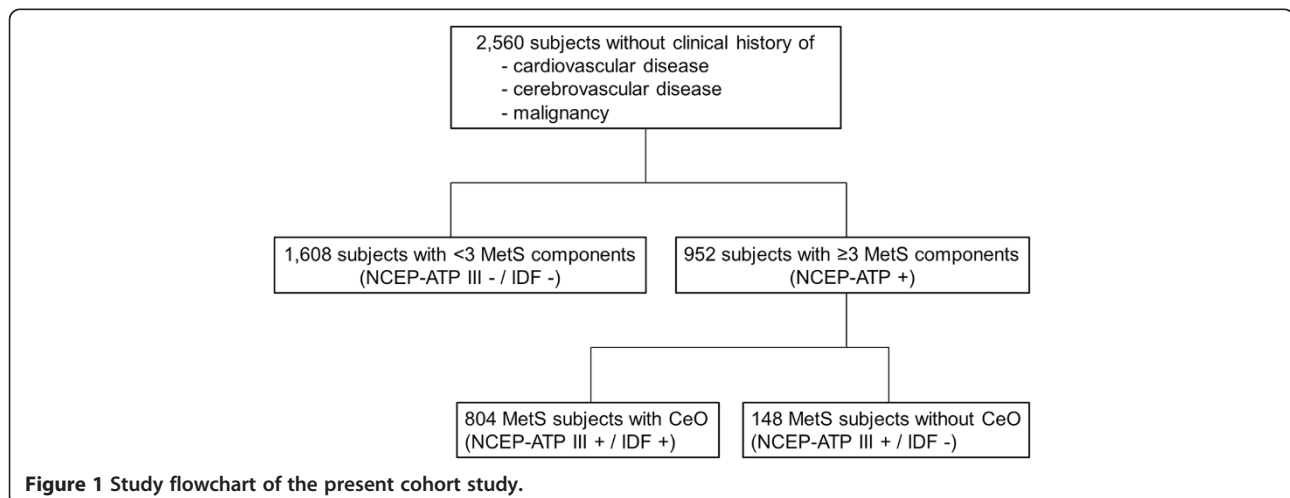 2,560 subjects without clinical history of
- cardiovascular disease
- cerebrovascular disease
- malignancy
1,608 subjects with <3 MetS components
(NCEP-ATP III - / IDF -)
952 subjects with ≥3 MetS components
(NCEP-ATP +)
804 MetS subjects with CeO
(NCEP-ATP III + / IDF +)
148 MetS subjects without CeO
(NCEP-ATP III + / IDF -)
Figure 1 Study flowchart of the present cohort study.